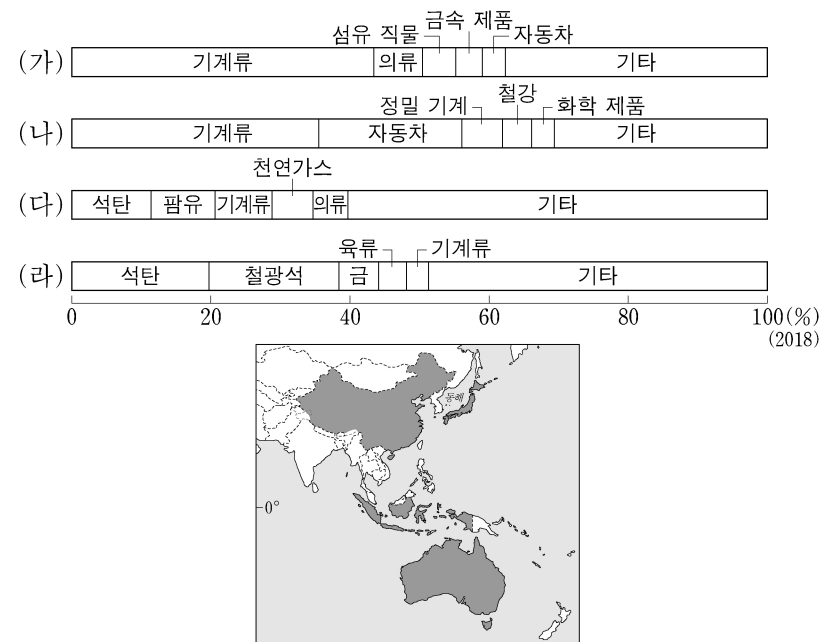 섬유 직물 금속 제품 자동차
(가) 기계류 의류 기타
정밀 기계 철강 화학 제품
(나) 기계류 자동차 기타
천연가스
(다) 석탄 팜유 기계류 의류 기타
육류 기계류
(라) 석탄 철광석 금 기타
0 20 40 60 80 100(%)
(2018)
동해
0°